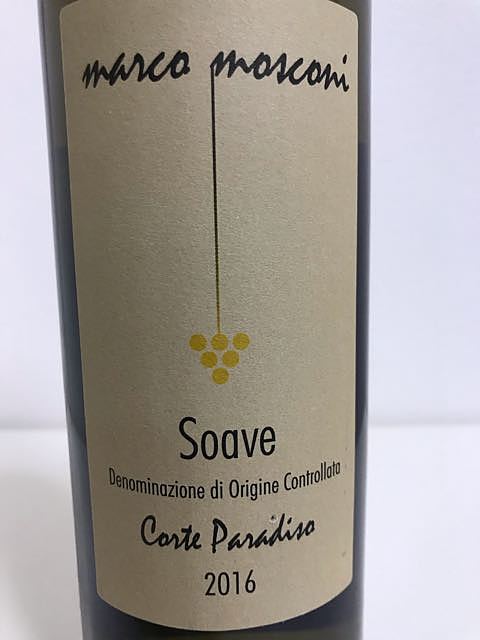 marco mosconi
Soave
Denominazione di Origine Controllata
Corte Paradiso
2016